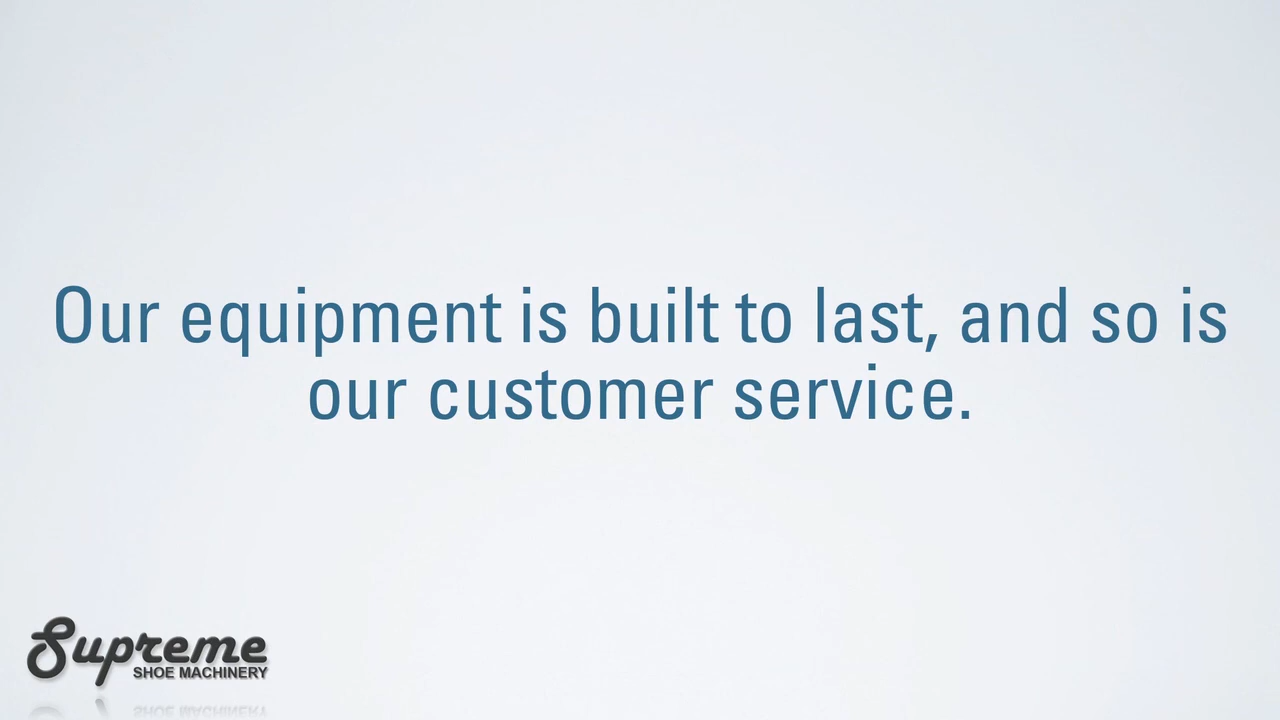 Our equipment is built to last, and so is
our customer service.
Supreme
SHOE MACHINERY